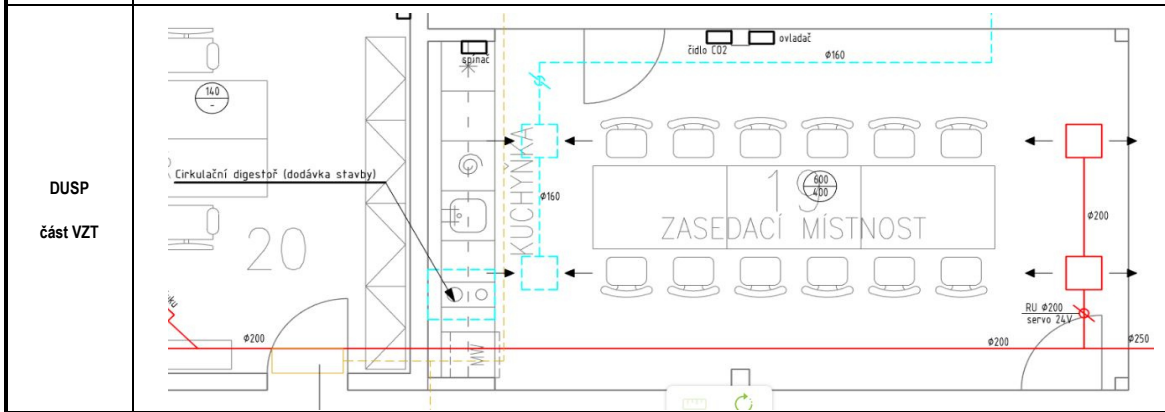 DUSP
část VZT
spínač
čidlo CO2
ovladač
ø160
140
-
Cirkulační digestoř (dodávka stavby)
KUCHYŇKA
ø160
600
400
19
ZASEDACÍ MÍSTNOST
ø200
20
RU ø200
servo 24V
ø200
ø200
ø250
MW